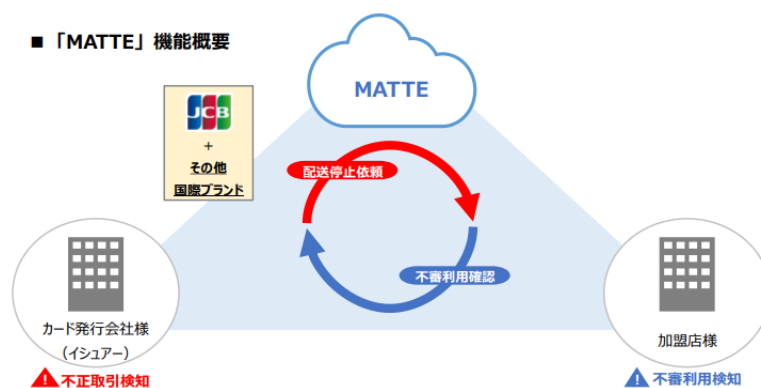 ■ 「MATTE」機能概要
MATTE
JCB
+
その他
国際ブランド
配送停止依頼
不審利用確認
カード発行会社様
（イシュアー）
加盟店様
! 不正取引検知
! 不審利用検知